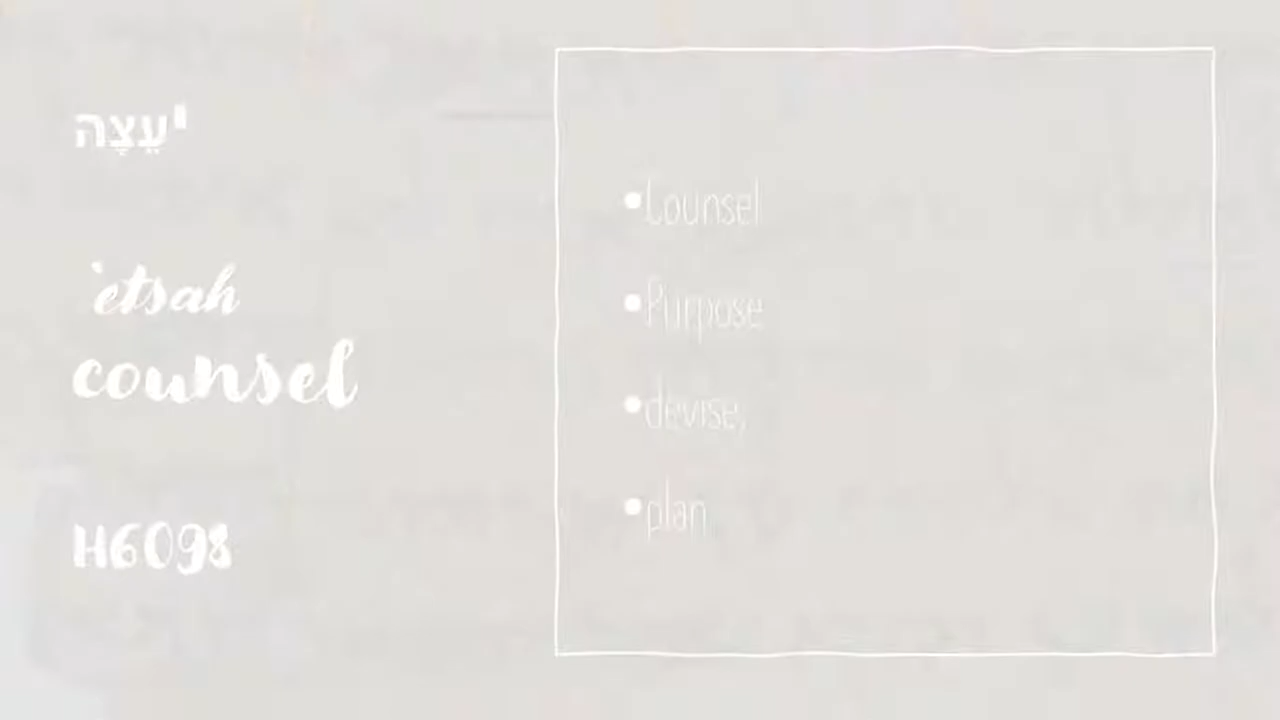 עֵצָה'
'etsah
counsel
H6098
•Counsel
•Purpose
•devise,
•plan